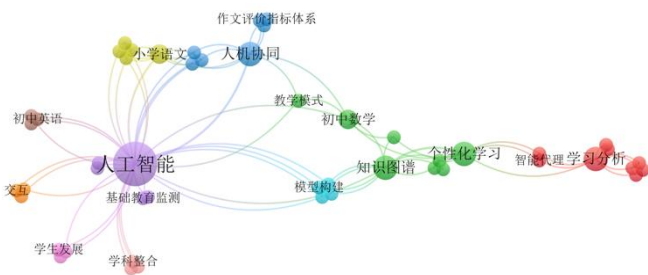 作文评价指标体系
小学语文
人机协同
教学模式
初中英语
初中数学
人工智能
知识图谱
个性化学习
智能代理
学习分析
交互
基础教育监测
模型构建
学生发展
学科整合